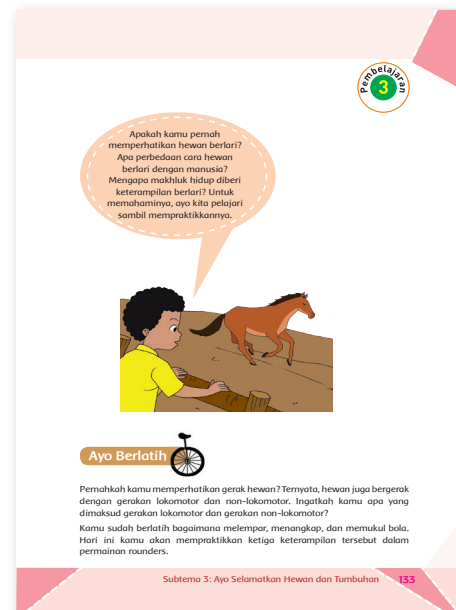 Pembelajaran
3
Apakah kamu pernah
memperhatikan hewan berlari?
Apa perbedaan cara hewan
berlari dengan manusia?
Mengapa makhluk hidup diberi
keterampilan berlari? Untuk
memahaminya, ayo kita pelajari
sambil mempraktikkannya.
Ayo Berlatih
Pernahkah kamu memperhatikan gerak hewan? Ternyata, hewan juga bergerak
dengan gerakan lokomotor dan non-lokomotor. Ingatkah kamu apa yang
dimaksud gerakan lokomotor dan gerakan non-lokomotor?
Kamu sudah berlatih bagaimana melempar, menangkap, dan memukul bola.
Hari ini kamu akan mempraktikkan ketiga keterampilan tersebut dalam
permainan rounders.
Subtema 3: Ayo Selamatkan Hewan dan Tumbuhan 133